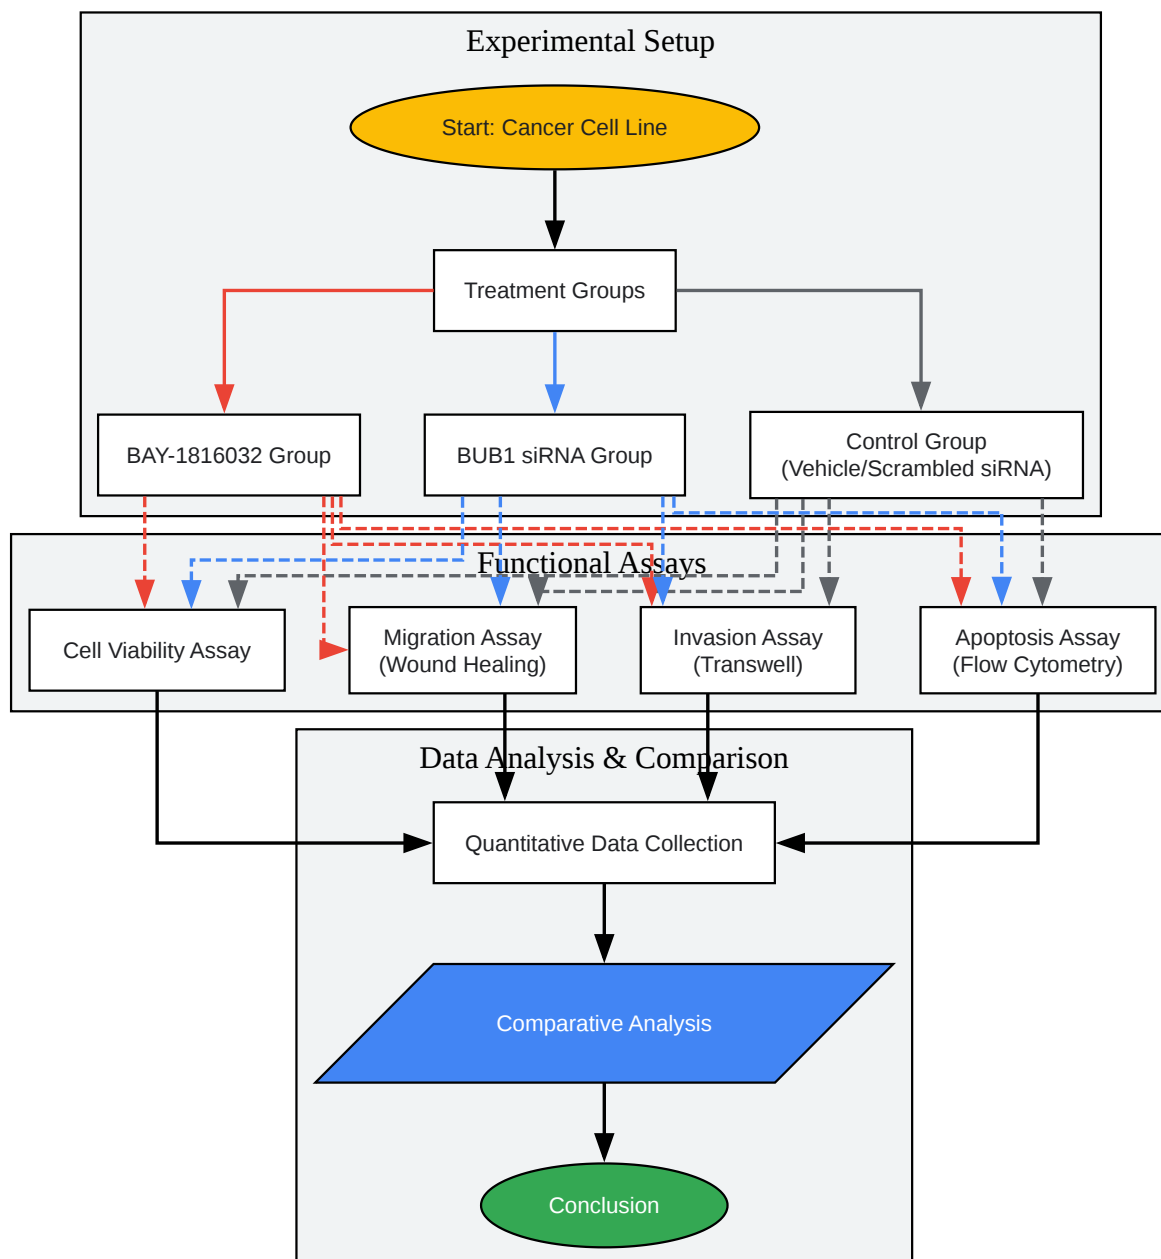 Experimental Setup
Start: Cancer Cell Line
Treatment Groups
BAY-1816032 Group
BUB1 siRNA Group
Control Group
(Vehicle/Scrambled siRNA)
Functional Assays
Cell Viability Assay
Migration Assay
(Wound Healing)
Invasion Assay
(Transwell)
Apoptosis Assay
(Flow Cytometry)
Data Analysis & Comparison
Quantitative Data Collection
Comparative Analysis
Conclusion